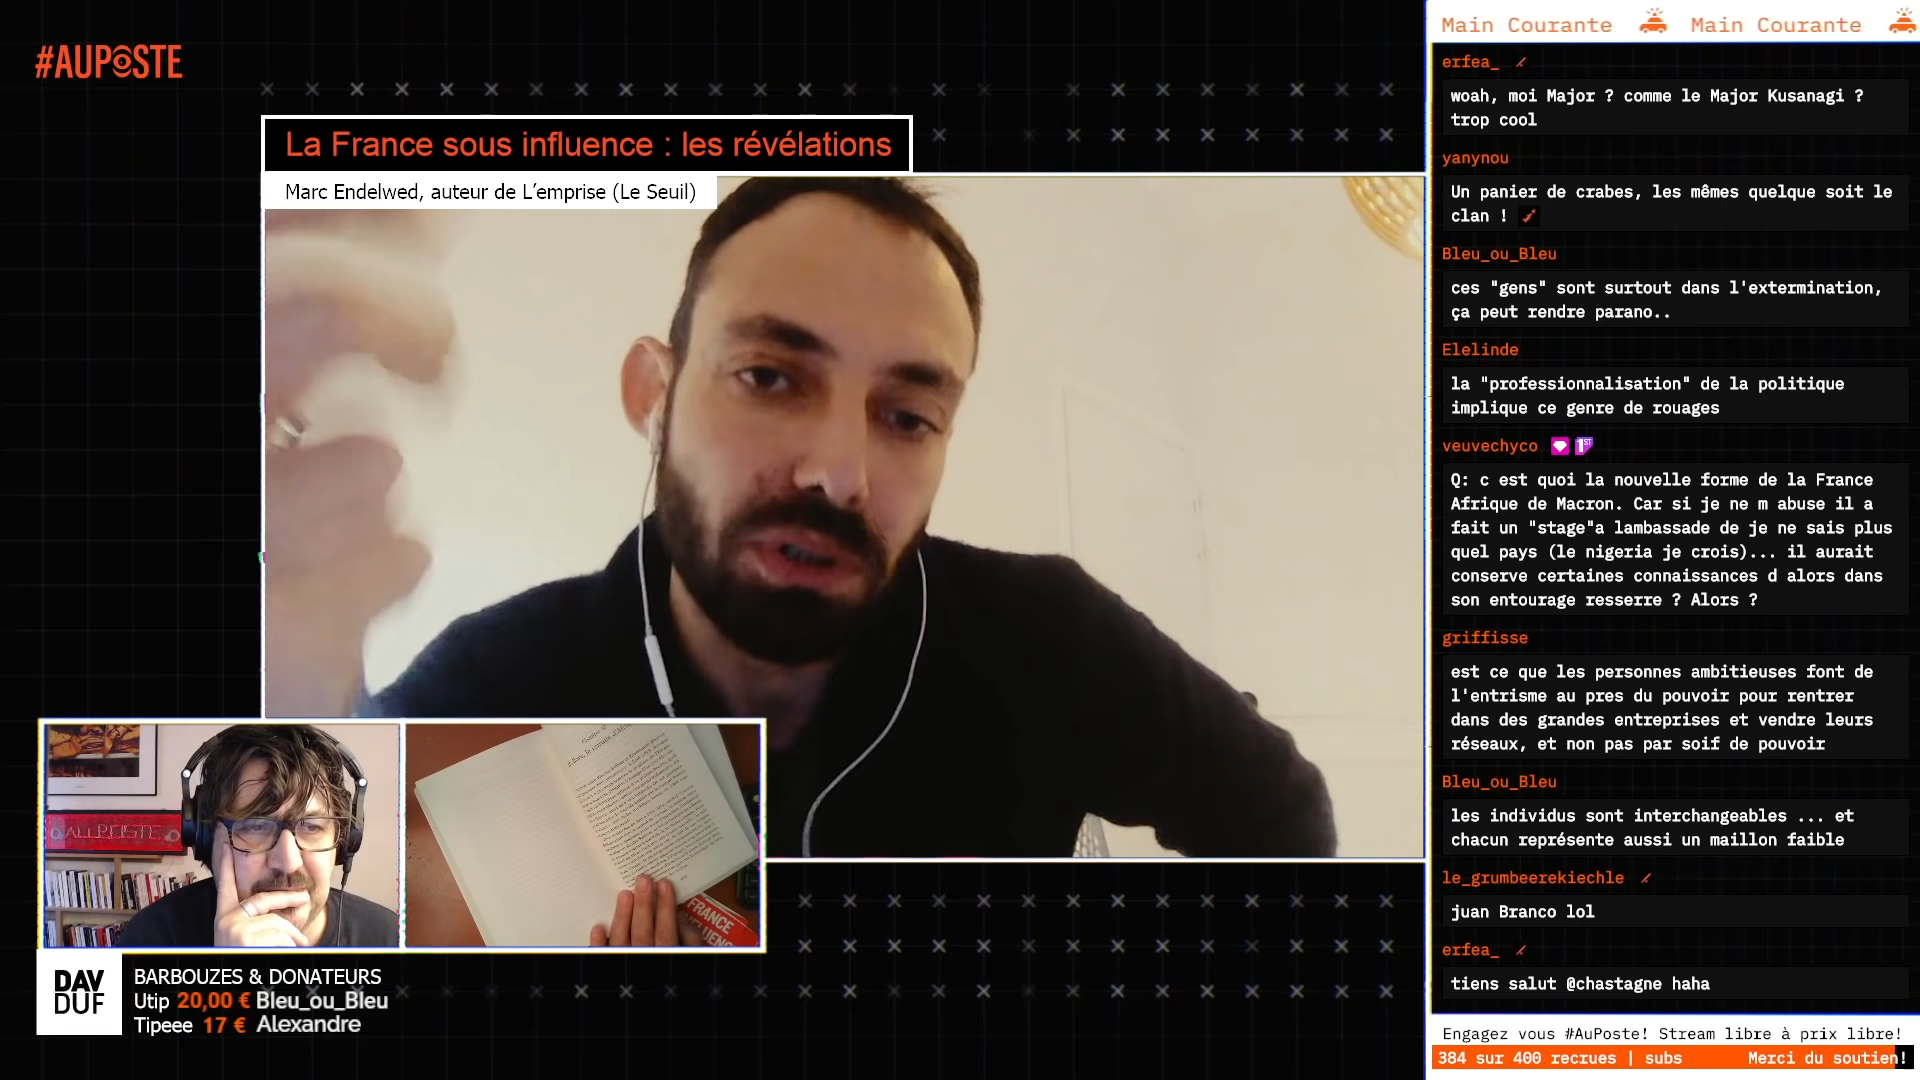 #AUPOSTE
La France sous influence : les révélations
Marc Endelwed, auteur de L’emprise (Le Seuil)
AU POSTE
FRANCE
DAV
DUF
BARBOUZES & DONATEURS
Utip 20,00 € Bleu_ou_Bleu
Tipeee 17 € Alexandre
Main Courante Main Courante
erfea_
woah, moi Major ? comme le Major Kusanagi ?
trop cool
yanynou
Un panier de crabes, les mêmes quelque soit le
clan !
Bleu_ou_Bleu
ces "gens" sont surtout dans l'extermination,
ça peut rendre parano..
Elelinde
la "professionnalisation" de la politique
implique ce genre de rouages
veuvechyco 1ST
Q: c est quoi la nouvelle forme de la France
Afrique de Macron. Car si je ne m abuse il a
fait un "stage"a lambassade de je ne sais plus
quel pays (le nigeria je crois)... il aurait
conserve certaines connaissances d alors dans
son entourage resserre ? Alors ?
griffisse
est ce que les personnes ambitieuses font de
l'entrisme au pres du pouvoir pour rentrer
dans des grandes entreprises et vendre leurs
réseaux, et non pas par soif de pouvoir
Bleu_ou_Bleu
les individus sont interchangeables ... et
chacun représente aussi un maillon faible
le_grumbeerekiechle
juan Branco lol
erfea_
tiens salut @chastagne haha
Engagez vous #AuPoste! Stream libre à prix libre!
384 sur 400 recrues | subs Merci du soutien!